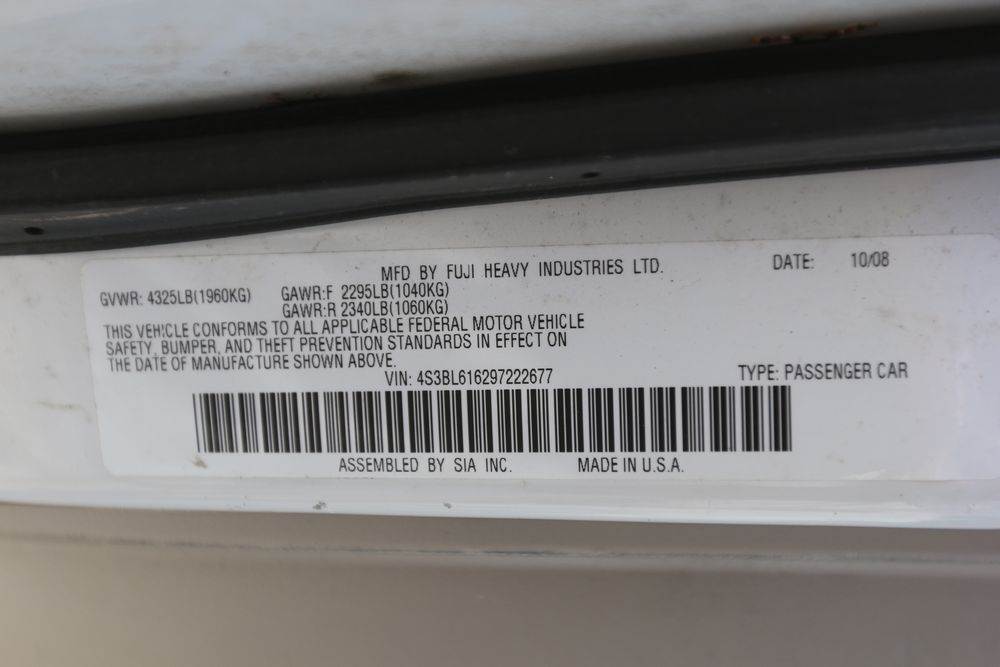 MFD BY FUJI HEAVY INDUSTRIES LTD. DATE: 10/08
GVWR: 4325LB(1960KG) GAWR:F 2295LB(1040KG)
GAWR:R 2340LB(1060KG)
THIS VEHICLE CONFORMS TO ALL APPLICABLE FEDERAL MOTOR VEHICLE
SAFETY, BUMPER, AND THEFT PREVENTION STANDARDS IN EFFECT ON
THE DATE OF MANUFACTURE SHOWN ABOVE.
VIN: 4S3BL616297222677 TYPE: PASSENGER CAR
ASSEMBLED BY SIA INC. MADE IN U.S.A.